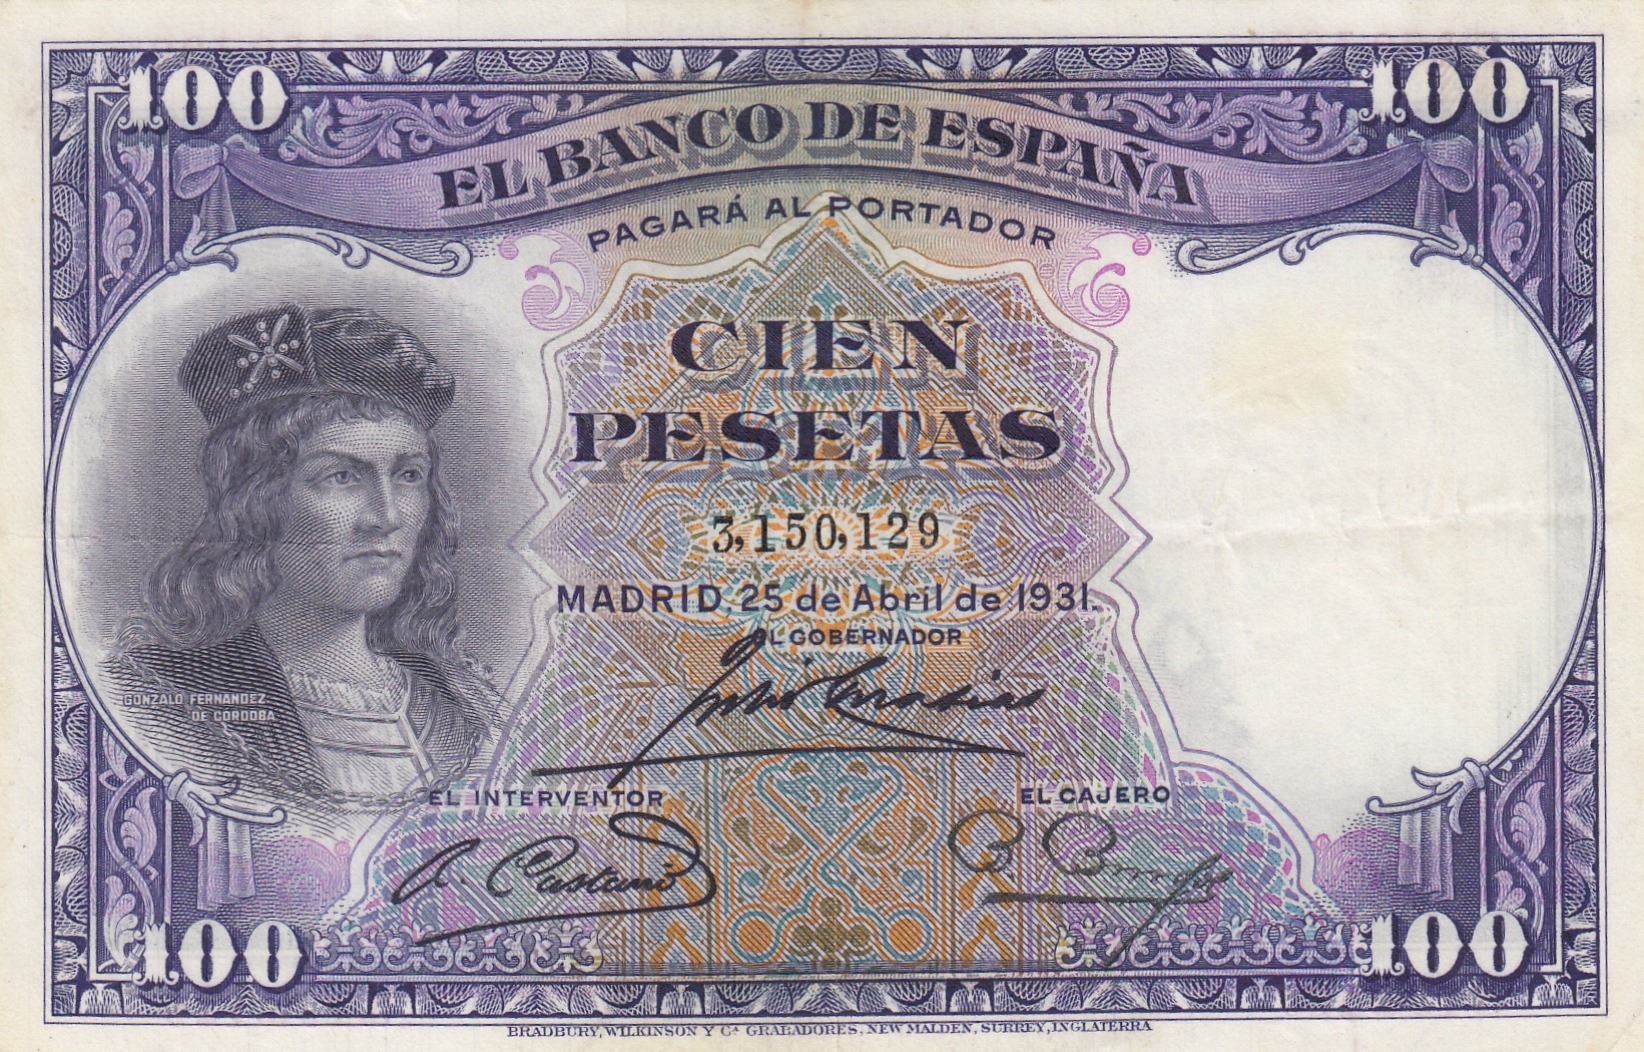 100 100
EL BANCO DE ESPAÑA
PAGARÁ AL PORTADOR
CIEN
PESETAS
3,150,129
MADRID 25 de Abril de 1931.
EL GOBERNADOR
GONZALO FERNANDEZ
DE CORDOBA
EL INTERVENTOR EL CAJERO
A. Castaño
100 100
BRADBURY, WILKINSON Y Cª GRABADORES, NEW MALDEN, SURREY, INGLATERRA